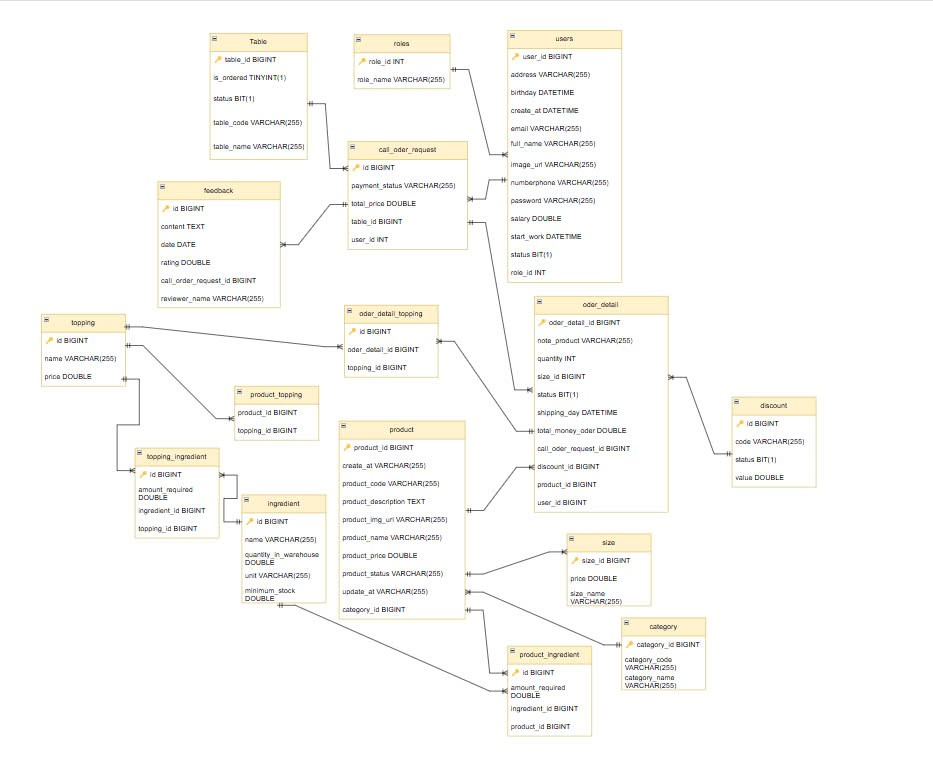 Table
table_id BIGINT
is_ordered TINYINT(1)
status BIT(1)
table_code VARCHAR(255)
table_name VARCHAR(255)
roles
role_id INT
role_name VARCHAR(255)
users
user_id BIGINT
address VARCHAR(255)
birthday DATETIME
create_at DATETIME
email VARCHAR(255)
full_name VARCHAR(255)
image_url VARCHAR(255)
numberphone VARCHAR(255)
password VARCHAR(255)
salary DOUBLE
start_work DATETIME
status BIT(1)
role_id INT
call_oder_request
id BIGINT
payment_status VARCHAR(255)
total_price DOUBLE
table_id BIGINT
user_id INT
feedback
id BIGINT
content TEXT
date DATE
rating DOUBLE
call_order_request_id BIGINT
reviewer_name VARCHAR(255)
topping
id BIGINT
name VARCHAR(255)
price DOUBLE
oder_detail_topping
id BIGINT
oder_detail_id BIGINT
topping_id BIGINT
oder_detail
oder_detail_id BIGINT
note_product VARCHAR(255)
quantity INT
size_id BIGINT
status BIT(1)
shipping_day DATETIME
total_money_oder DOUBLE
call_oder_request_id BIGINT
discount_id BIGINT
product_id BIGINT
user_id BIGINT
discount
id BIGINT
code VARCHAR(255)
status BIT(1)
value DOUBLE
product_topping
product_id BIGINT
topping_id BIGINT
topping_ingredient
id BIGINT
amount_required
DOUBLE
ingredient_id BIGINT
topping_id BIGINT
ingredient
id BIGINT
name VARCHAR(255)
quantity_in_warehouse
DOUBLE
unit VARCHAR(255)
minimum_stock
DOUBLE
product
product_id BIGINT
create_at VARCHAR(255)
product_code VARCHAR(255)
product_description TEXT
product_img_url VARCHAR(255)
product_name VARCHAR(255)
product_price DOUBLE
product_status VARCHAR(255)
update_at VARCHAR(255)
category_id BIGINT
size
size_id BIGINT
price DOUBLE
size_name
VARCHAR(255)
category
category_id BIGINT
category_code
VARCHAR(255)
category_name
VARCHAR(255)
product_ingredient
id BIGINT
amount_required
DOUBLE
ingredient_id BIGINT
product_id BIGINT